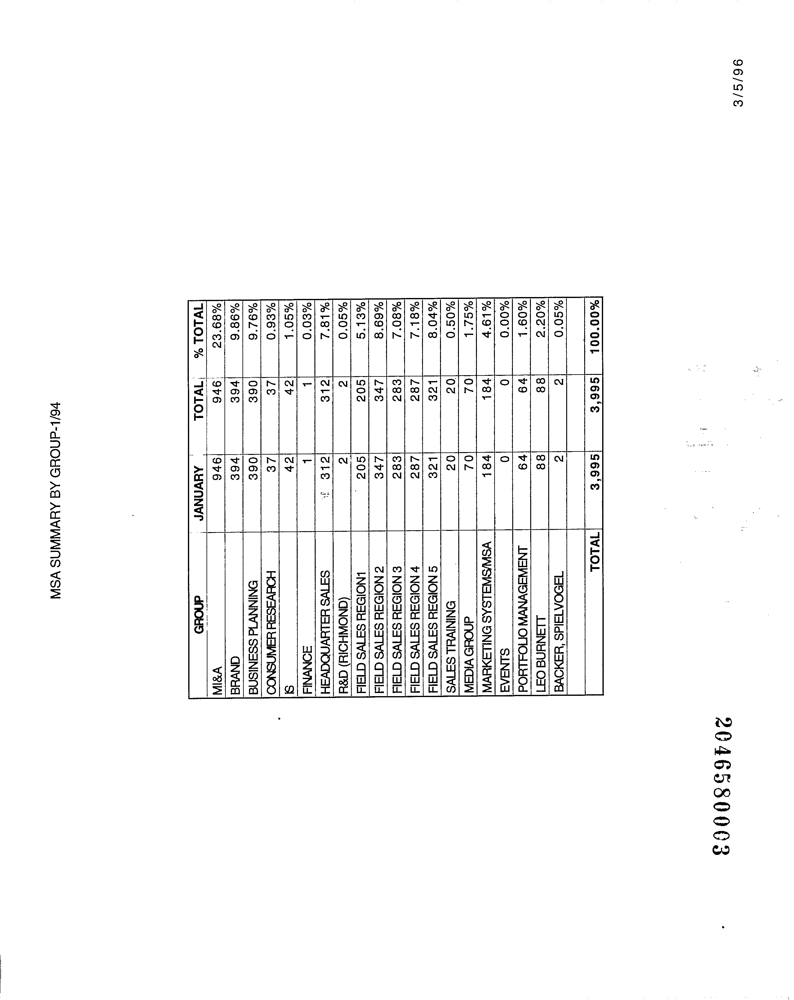 MSA SUMMARY BY GROUP-1/94
GROUP JANUARY TOTAL % TOTAL
MI&A 946 946 23.68%
BRAND 394 394 9.86%
BUSINESS PLANNING 390 390 9.76%
CONSUMER RESEARCH 37 37 0.93%
IS 42 42 1.05%
FINANCE 1 1 0.03%
HEADQUARTER SALES 312 312 7.81%
R&D (RICHMOND) 2 2 0.05%
FIELD SALES REGION1 205 205 5.13%
FIELD SALES REGION 2 347 347 8.69%
FIELD SALES REGION 3 283 283 7.08%
FIELD SALES REGION 4 287 287 7.18%
FIELD SALES REGION 5 321 321 8.04%
SALES TRAINING 20 20 0.50%
MEDIA GROUP 70 70 1.75%
MARKETING SYSTEMS/MSA 184 184 4.61%
EVENTS 0 0 0.00%
PORTFOLIO MANAGEMENT 64 64 1.60%
LEO BURNETT 88 88 2.20%
BACKER, SPIELVOGEL 2 2 0.05%
TOTAL 3,995 3,995 100.00%
3/5/96
2046580003